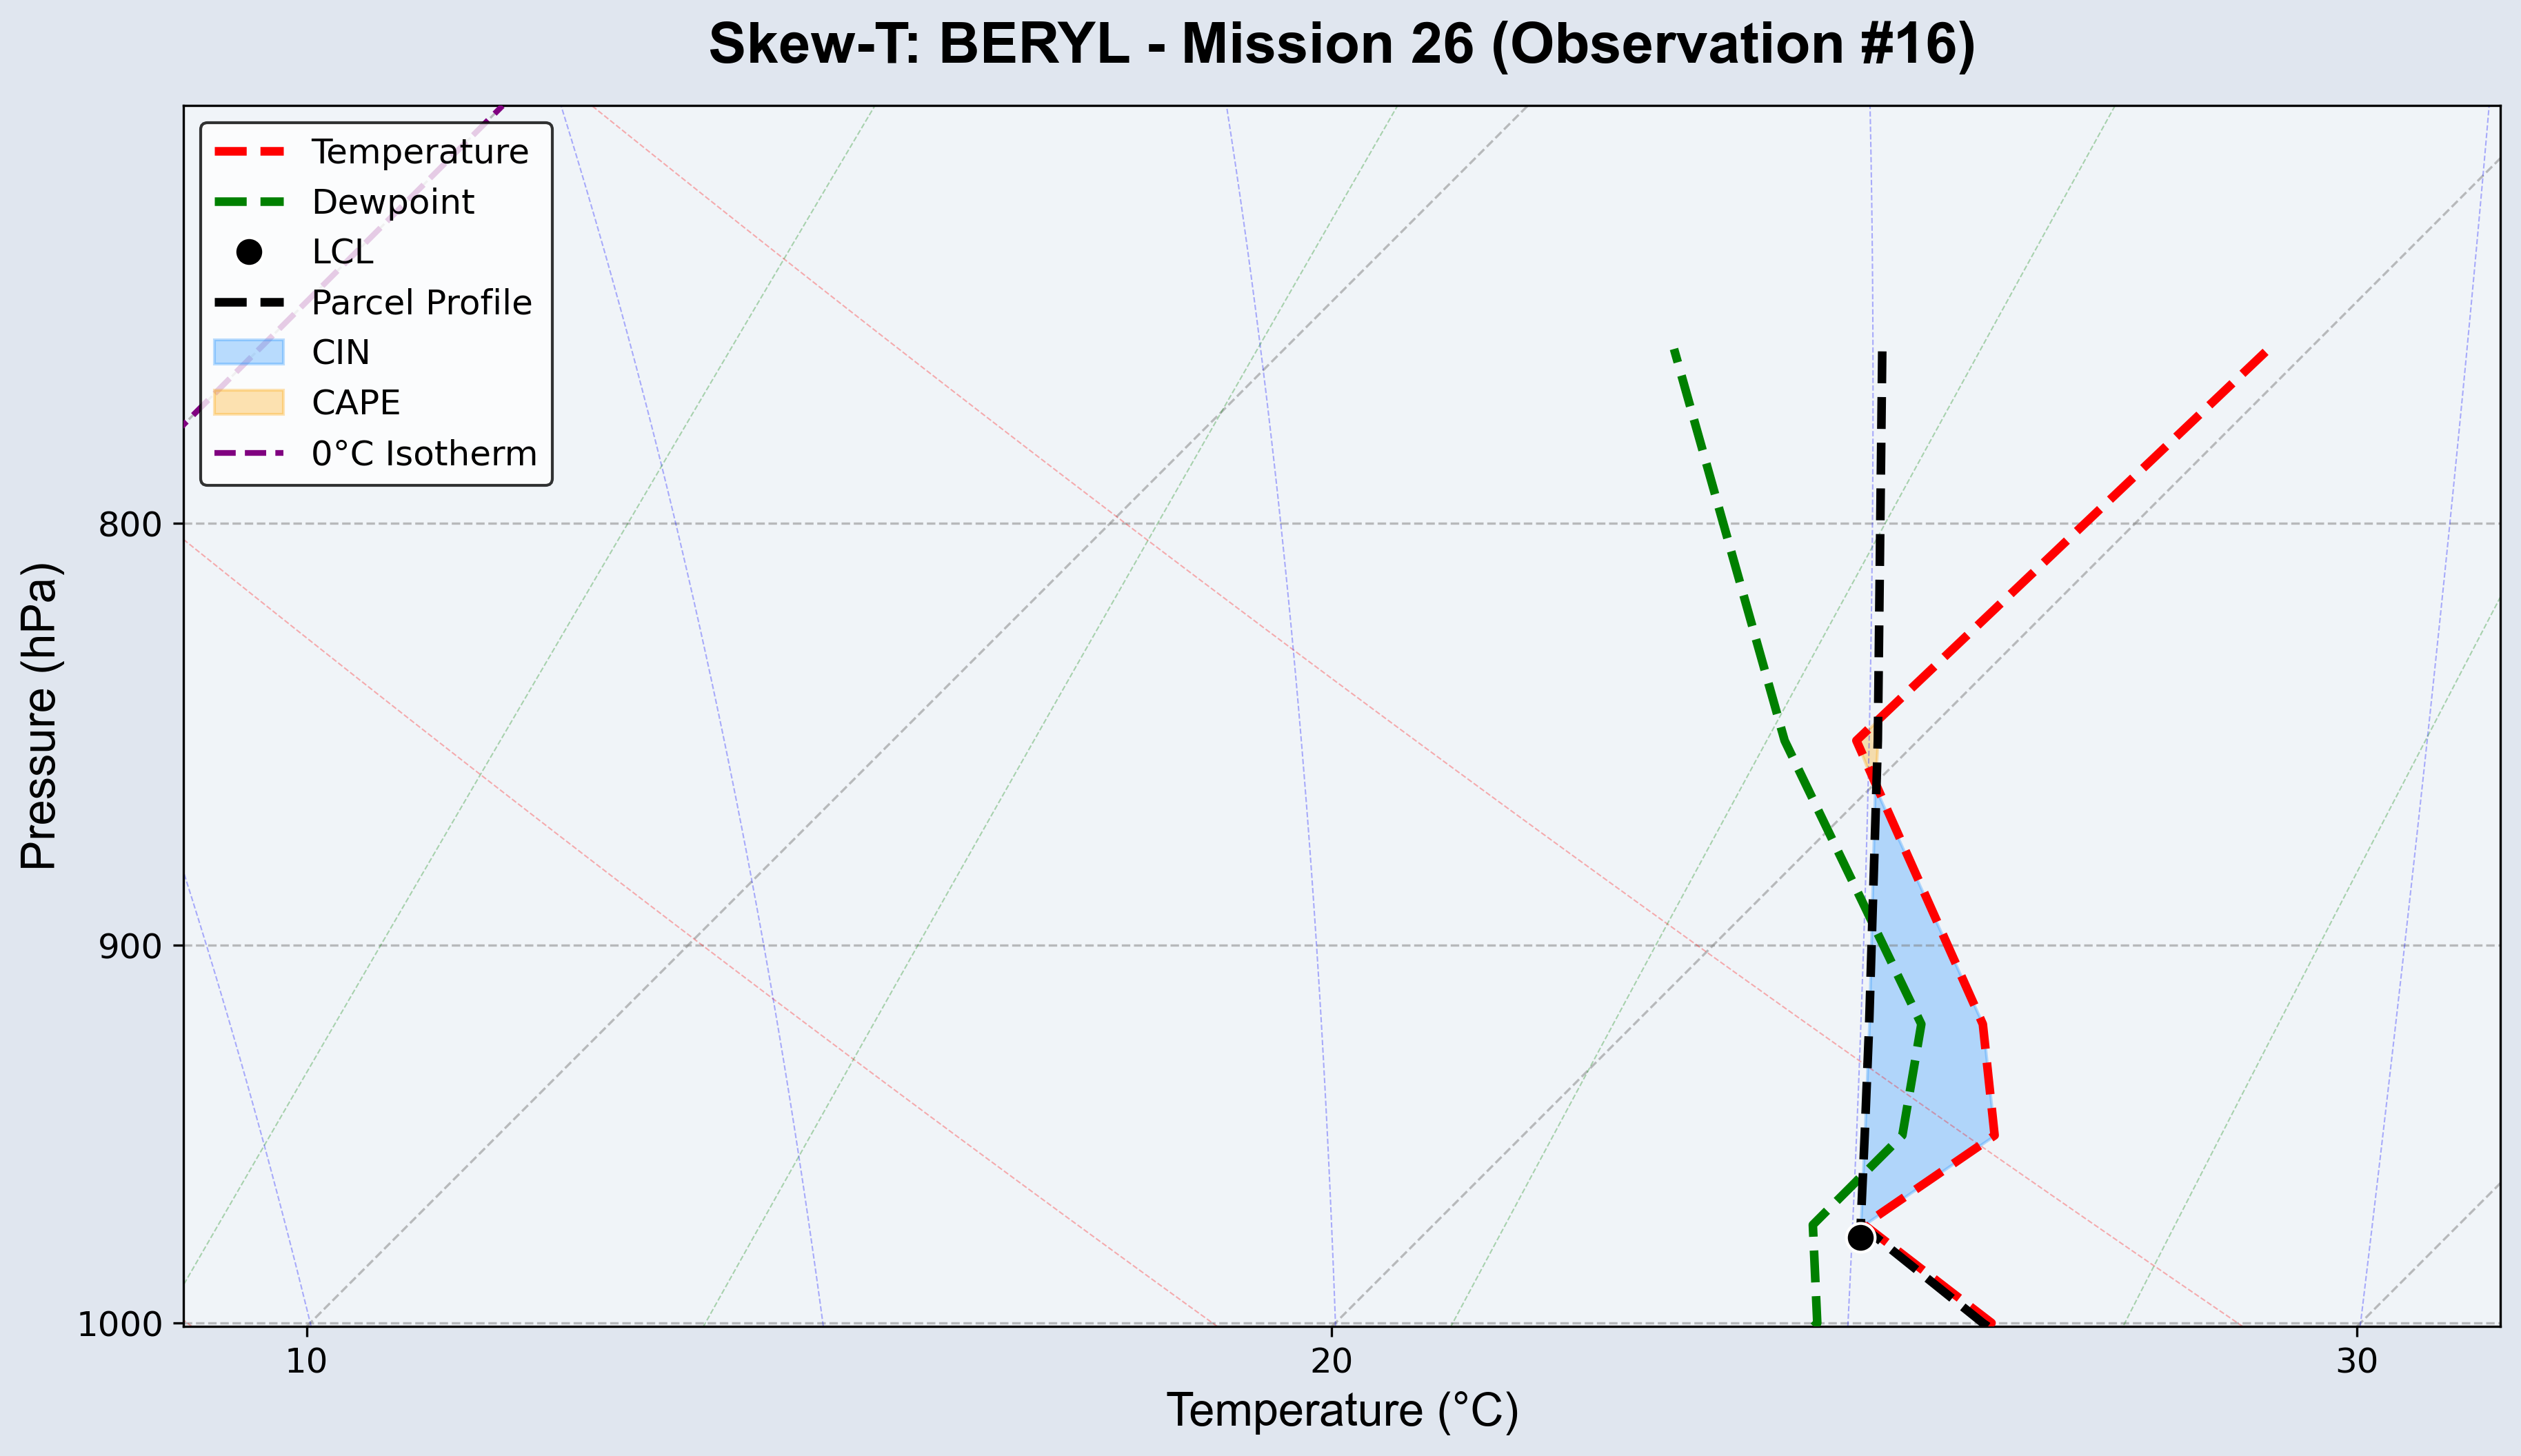 Skew-T: BERYL - Mission 26 (Observation #16)
Temperature
Dewpoint
LCL
Parcel Profile
CIN
CAPE
0°C Isotherm
Pressure (hPa)
800
900
1000
10
20
30
Temperature (°C)